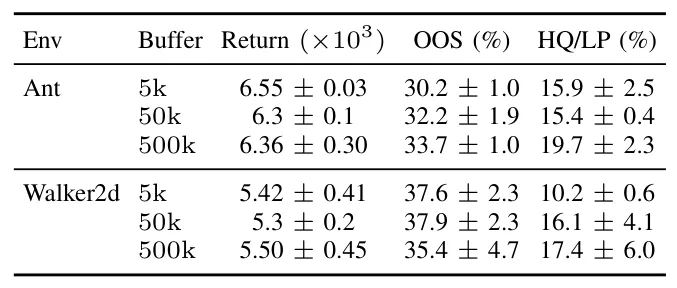 Env Buffer Return (×10³) OOS (%) HQ/LP (%)
Ant 5k 6.55 ± 0.03 30.2 ± 1.0 15.9 ± 2.5
50k 6.3 ± 0.1 32.2 ± 1.9 15.4 ± 0.4
500k 6.36 ± 0.30 33.7 ± 1.0 19.7 ± 2.3
Walker2d 5k 5.42 ± 0.41 37.6 ± 2.3 10.2 ± 0.6
50k 5.3 ± 0.2 37.9 ± 2.3 16.1 ± 4.1
500k 5.50 ± 0.45 35.4 ± 4.7 17.4 ± 6.0